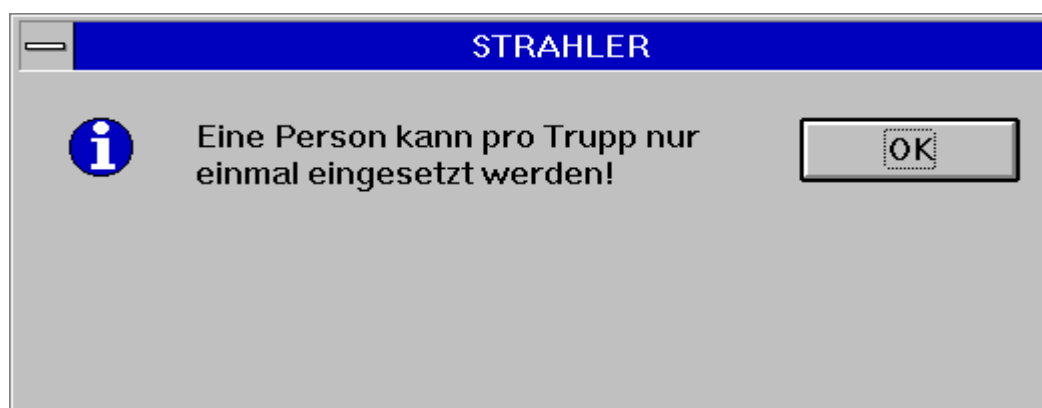 STRAHLER
Eine Person kann pro Trupp nur
einmal eingesetzt werden!
OK